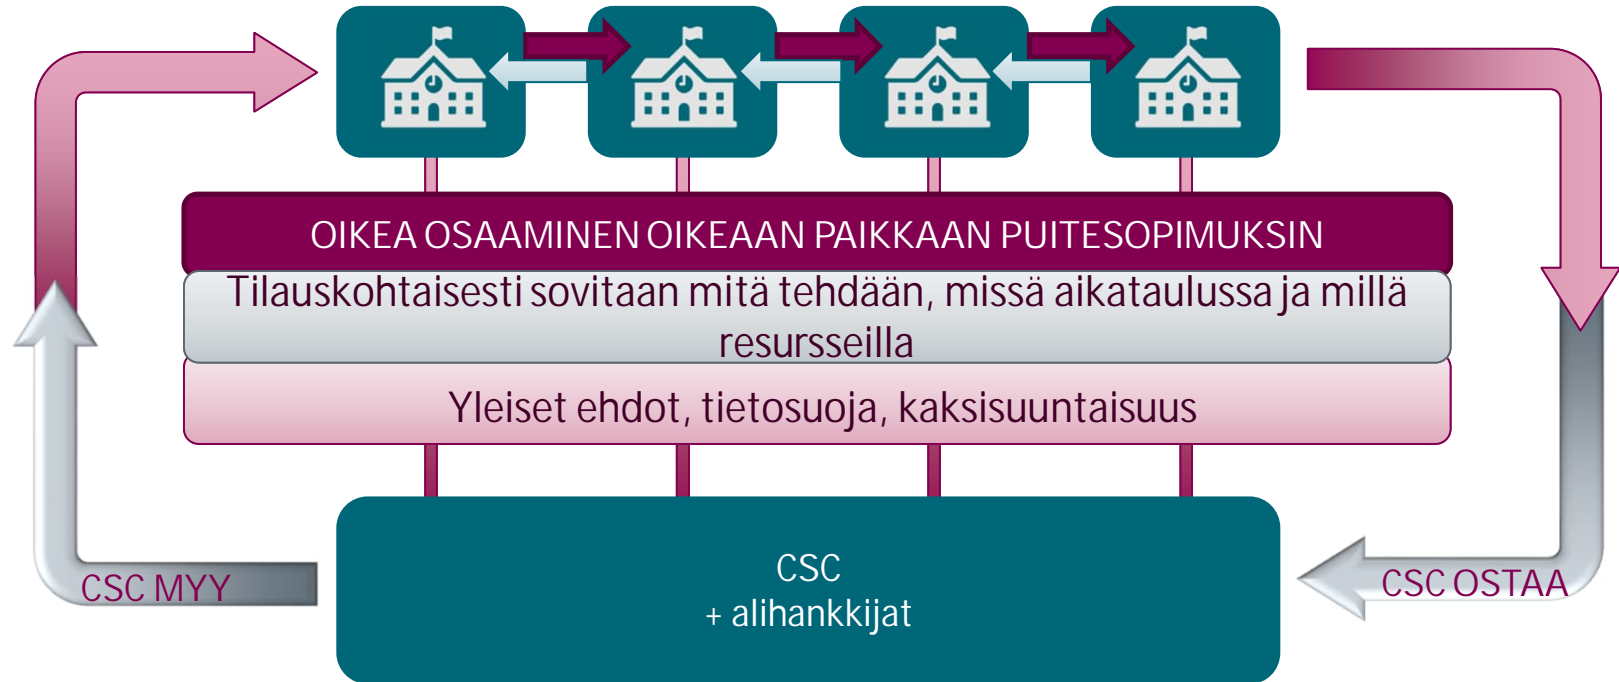 OIKEA OSAAMINEN OIKEAAN PAIKKAAN PUITESOPIMUKSIN
Tilauskohtaisesti sovitaan mitä tehdään, missä aikataulussa ja millä
resursseilla
Yleiset ehdot, tietosuoja, kaksisuuntaisuus
CSC MYY
CSC
+ alihankkijat
CSC OSTAA